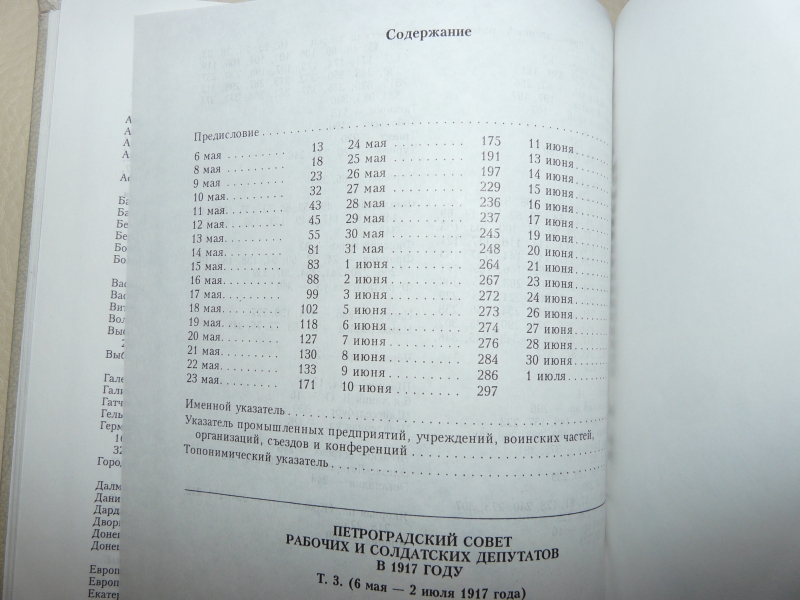 Содержание
Предисловие
6 мая 13
8 мая 18
9 мая 23
10 мая 32
11 мая 43
12 мая 45
13 мая 55
14 мая 81
15 мая 83
16 мая 88
17 мая 99
18 мая 102
19 мая 118
20 мая 127
21 мая 130
22 мая 133
23 мая 171
24 мая 175
25 мая 191
26 мая 197
27 мая 229
28 мая 236
29 мая 237
30 мая 245
31 мая 248
1 июня 264
2 июня 267
3 июня 272
5 июня 273
6 июня 274
7 июня 276
8 июня 284
9 июня 286
10 июня 297
11 июня
13 июня
14 июня
15 июня
16 июня
17 июня
19 июня
20 июня
21 июня
23 июня
24 июня
26 июня
27 июня
28 июня
30 июня
1 июля
Именной указатель
Указатель промышленных предприятий, учреждений, воинских частей,
организаций, съездов и конференций
Топонимический указатель
ПЕТРОГРАДСКИЙ СОВЕТ
РАБОЧИХ И СОЛДАТСКИХ ДЕПУТАТОВ
В 1917 ГОДУ
Т. 3. (6 мая — 2 июля 1917 года)